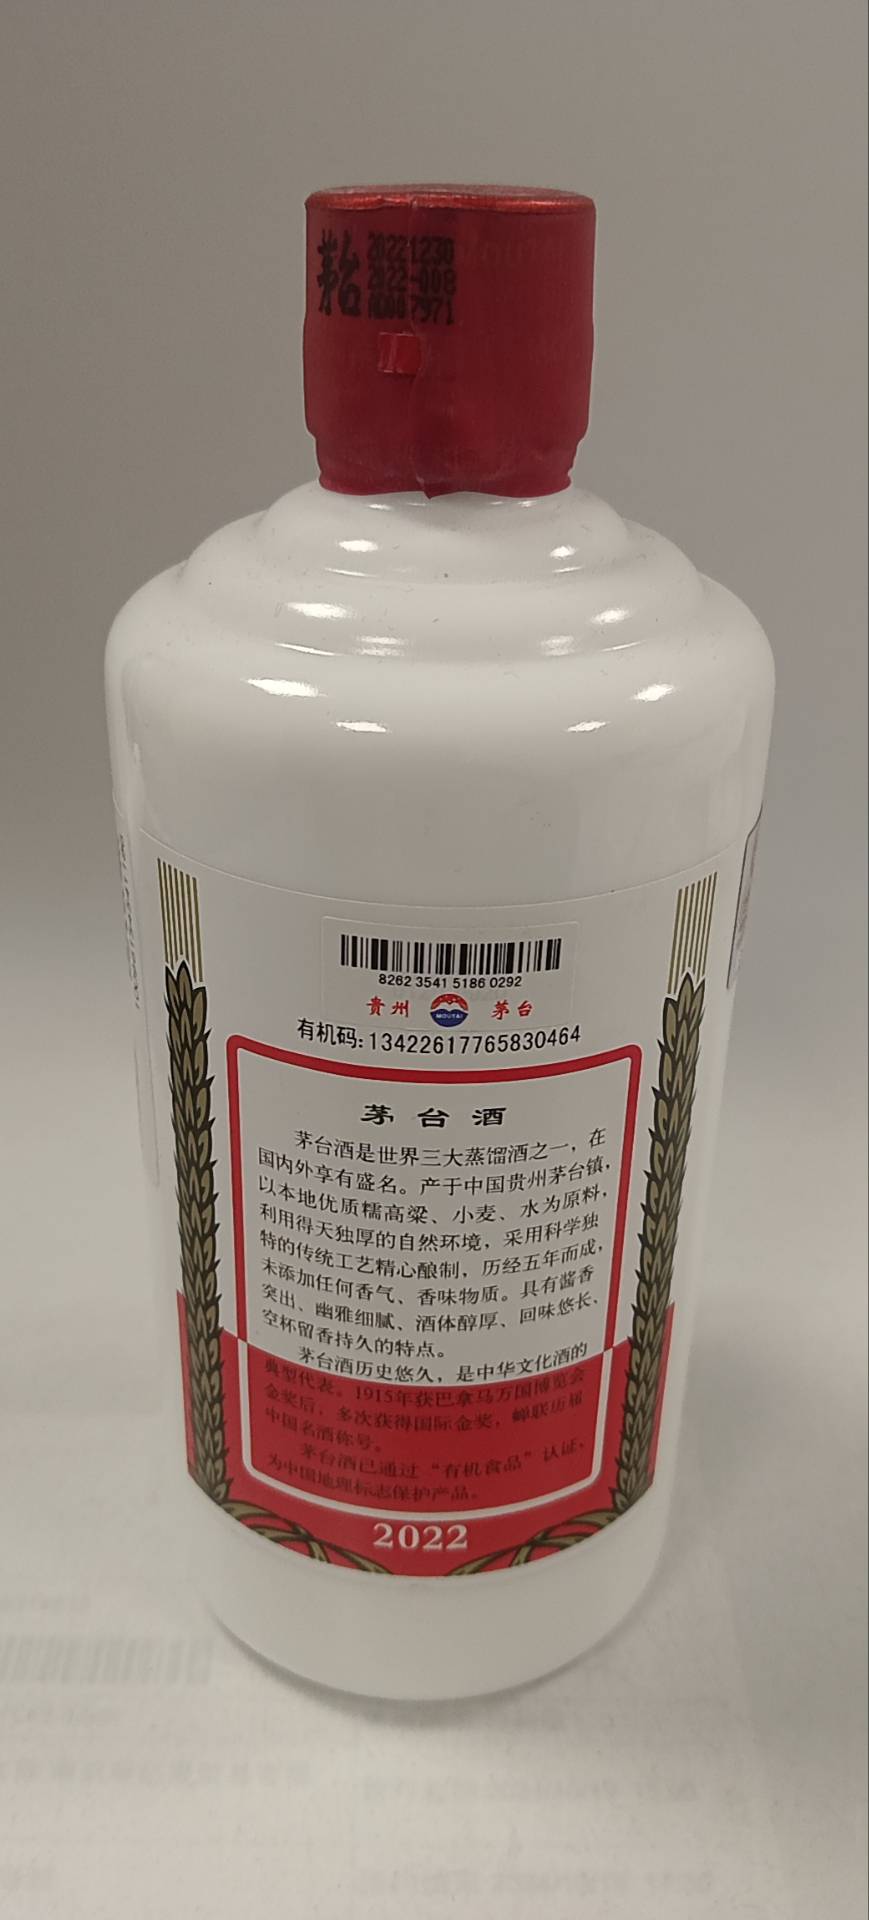 茅台
20221230
2022-008
7971
8262 3541 5186 0292
贵州 MOUTAI 茅台
有机码:13422617765830464
茅台酒
茅台酒是世界三大蒸馏酒之一，在
国内外享有盛名。产于中国贵州茅台镇，
以本地优质糯高粱、小麦、水为原料，
利用得天独厚的自然环境，采用科学独
特的传统工艺精心酿制，历经五年而成，
未添加任何香气、香味物质。具有酱香
突出、幽雅细腻、酒体醇厚、回味悠长、
空杯留香持久的特点。
茅台酒历史悠久，是中华文化酒的
典型代表。1915年获巴拿马万国博览会
金奖后，多次获得国际金奖，蝉联历届
中国名酒称号。
茅台酒已通过“有机食品”认证，
为中国地理标志保护产品。
2022